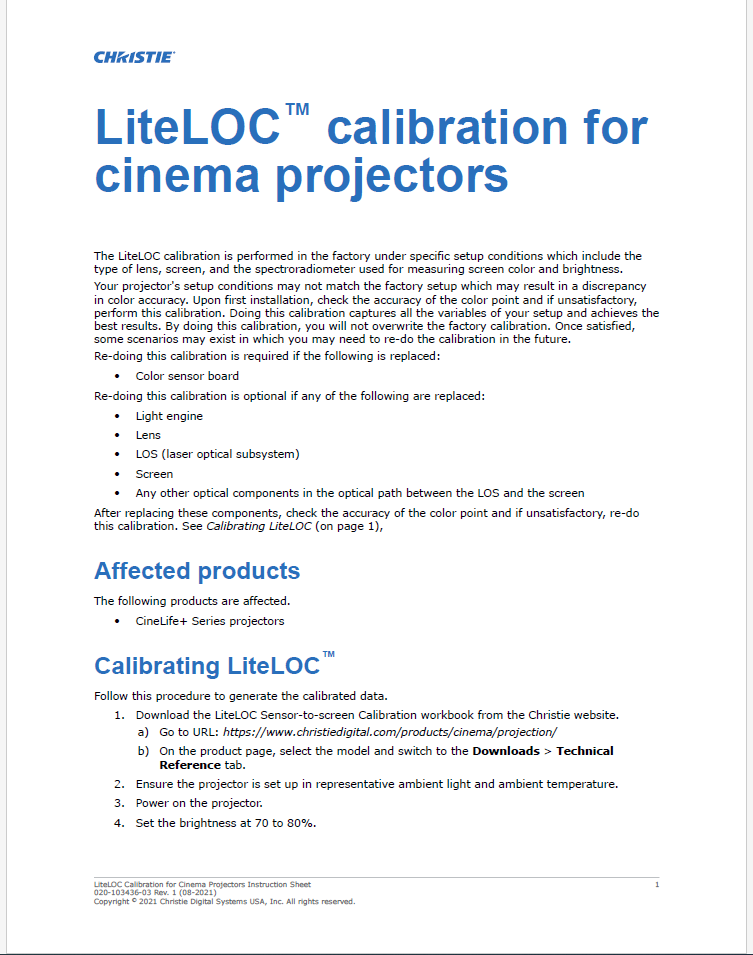 CHRISTIE®
LiteLOC™ calibration for
cinema projectors
The LiteLOC calibration is performed in the factory under specific setup conditions which include the
type of lens, screen, and the spectroradiometer used for measuring screen color and brightness.
Your projector's setup conditions may not match the factory setup which may result in a discrepancy
in color accuracy. Upon first installation, check the accuracy of the color point and if unsatisfactory,
perform this calibration. Doing this calibration captures all the variables of your setup and achieves the
best results. By doing this calibration, you will not overwrite the factory calibration. Once satisfied,
some scenarios may exist in which you may need to re-do the calibration in the future.
Re-doing this calibration is required if the following is replaced:
• Color sensor board
Re-doing this calibration is optional if any of the following are replaced:
• Light engine
• Lens
• LOS (laser optical subsystem)
• Screen
• Any other optical components in the optical path between the LOS and the screen
After replacing these components, check the accuracy of the color point and if unsatisfactory, re-do
this calibration. See Calibrating LiteLOC (on page 1),
Affected products
The following products are affected.
• CineLife+ Series projectors
Calibrating LiteLOC™
Follow this procedure to generate the calibrated data.
1. Download the LiteLOC Sensor-to-screen Calibration workbook from the Christie website.
a) Go to URL: https://www.christiedigital.com/products/cinema/projection/
b) On the product page, select the model and switch to the Downloads > Technical
Reference tab.
2. Ensure the projector is set up in representative ambient light and ambient temperature.
3. Power on the projector.
4. Set the brightness at 70 to 80%.
LiteLOC Calibration for Cinema Projectors Instruction Sheet 1
020-103436-03 Rev. 1 (08-2021)
Copyright © 2021 Christie Digital Systems USA, Inc. All rights reserved.